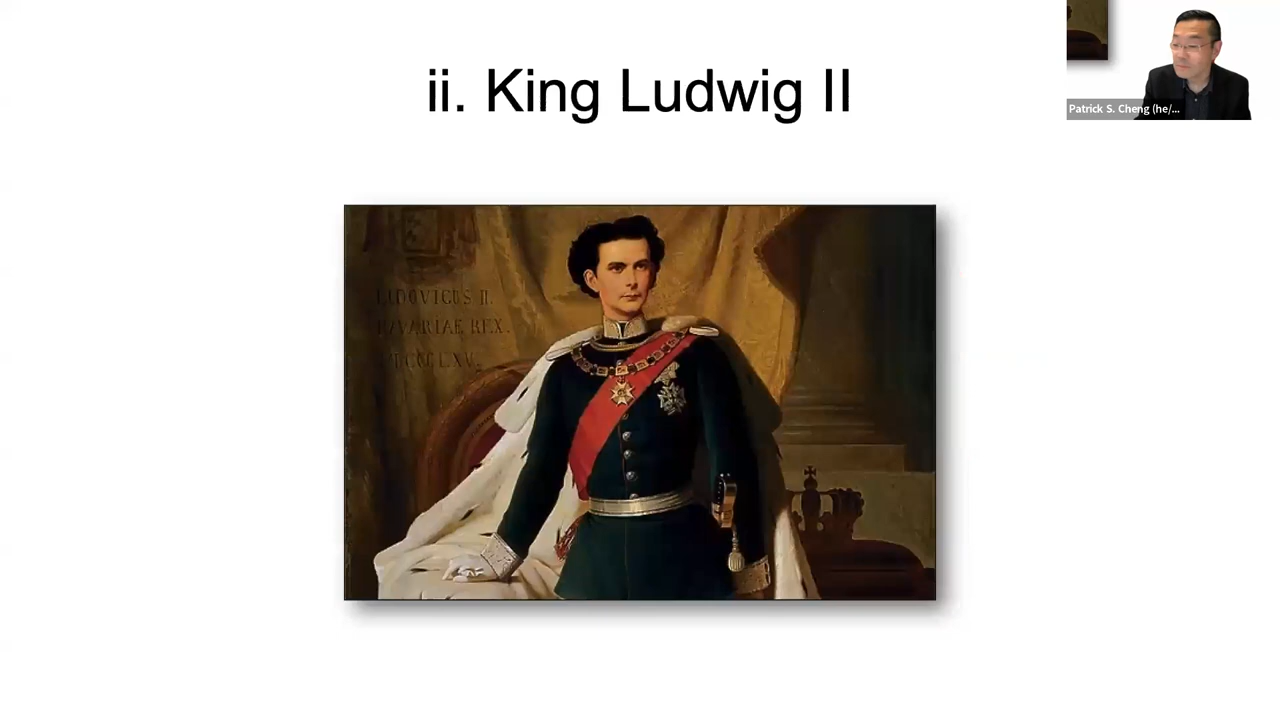 ii. King Ludwig II
Patrick S. Cheng (he/...
LUDOVICUS II.
BAVARIAE REX.